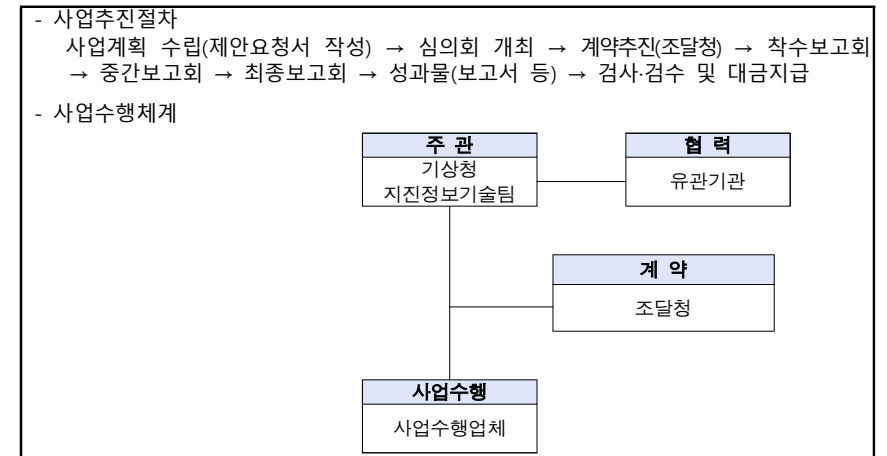 - 사업추진절차
사업계획 수립(제안요청서 작성) → 심의회 개최 → 계약추진(조달청) → 착수보고회
→ 중간보고회 → 최종보고회 → 성과물(보고서 등) → 검사·검수 및 대금지급
- 사업수행체계
주 관
협 력
기상청
지진정보기술팀
유관기관
계 약
조달청
사업수행
사업수행업체